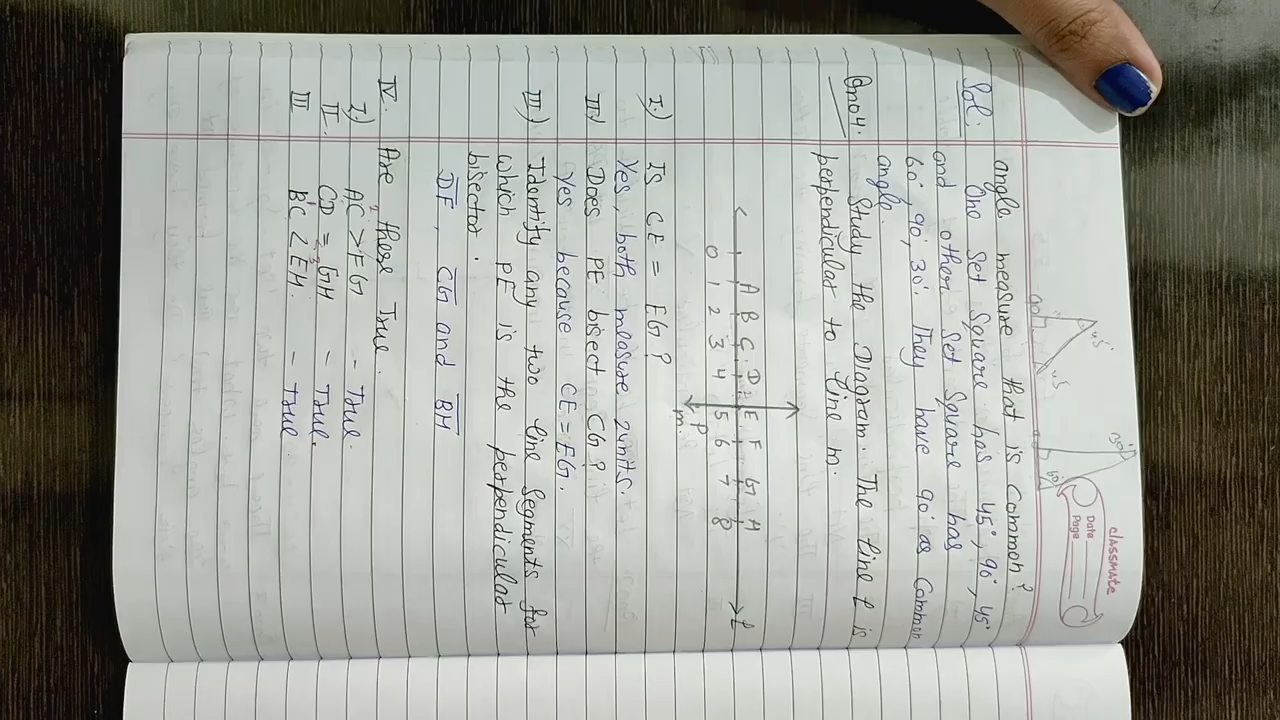 classmate
Date
Page
90° 45° 45°
30° 60°
angle measure that is common?
Sol. One Set Square has 45°, 90°, 45°
and other Set Square has
60°, 90°, 30°. They have 90° as Common
angle.
Qno4. Study the Diagram. The line l is
perpendicular to line m.
A B C D E F G H
0 1 2 3 4 5 6 7 8
l
P
m.
I.) Is CE = EG?
Yes, both measure 2units.
II.) Does PE bisect CG?
Yes because CE = EG.
III.) Identify any two line Segments for
which PE is the perpendicular
bisector.
DF, CG and BH
IV. Are these True.
I.) AC > FG - True.
II. CD = GH - True.
III BC < EH. - True